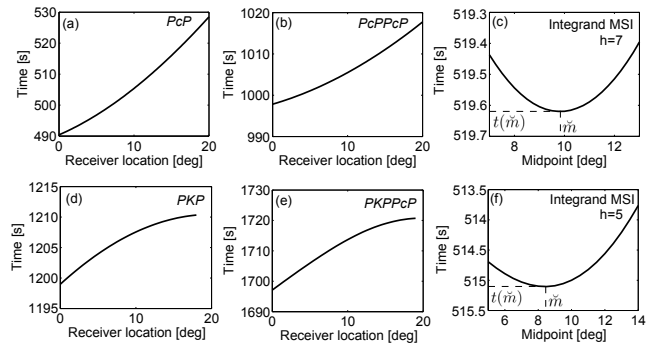 (a)
PcP
530
520
510
500
490
0
10
20
Time [s]
Receiver location [deg]
(b)
PcPPcP
1020
1010
1000
990
0
10
20
Time [s]
Receiver location [deg]
(c)
Integrand MSI
h=7
519.3
519.4
519.5
519.6
519.7
8
10
12
t(m̆)
m̆
Time [s]
Midpoint [deg]
(d)
PKP
1215
1210
1205
1200
1195
0
10
20
Time [s]
Receiver location [deg]
(e)
PKPPcP
1730
1720
1710
1700
1690
0
10
20
Time [s]
Receiver location [deg]
(f)
Integrand MSI
h=5
513.5
514
514.5
515
515.5
6
8
10
12
14
t(m̆)
m̆
Time [s]
Midpoint [deg]